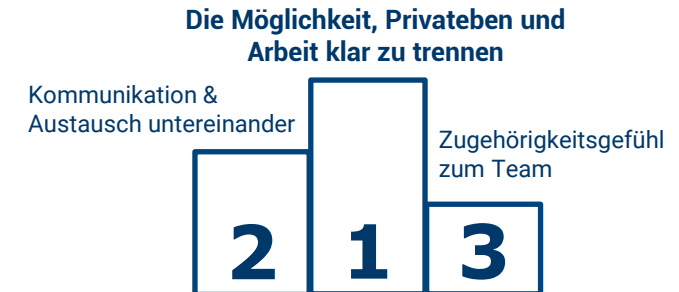 Die Möglichkeit, Privateben und
Arbeit klar zu trennen
Kommunikation &
Austausch untereinander
Zugehörigkeitsgefühl
zum Team
2 1 3